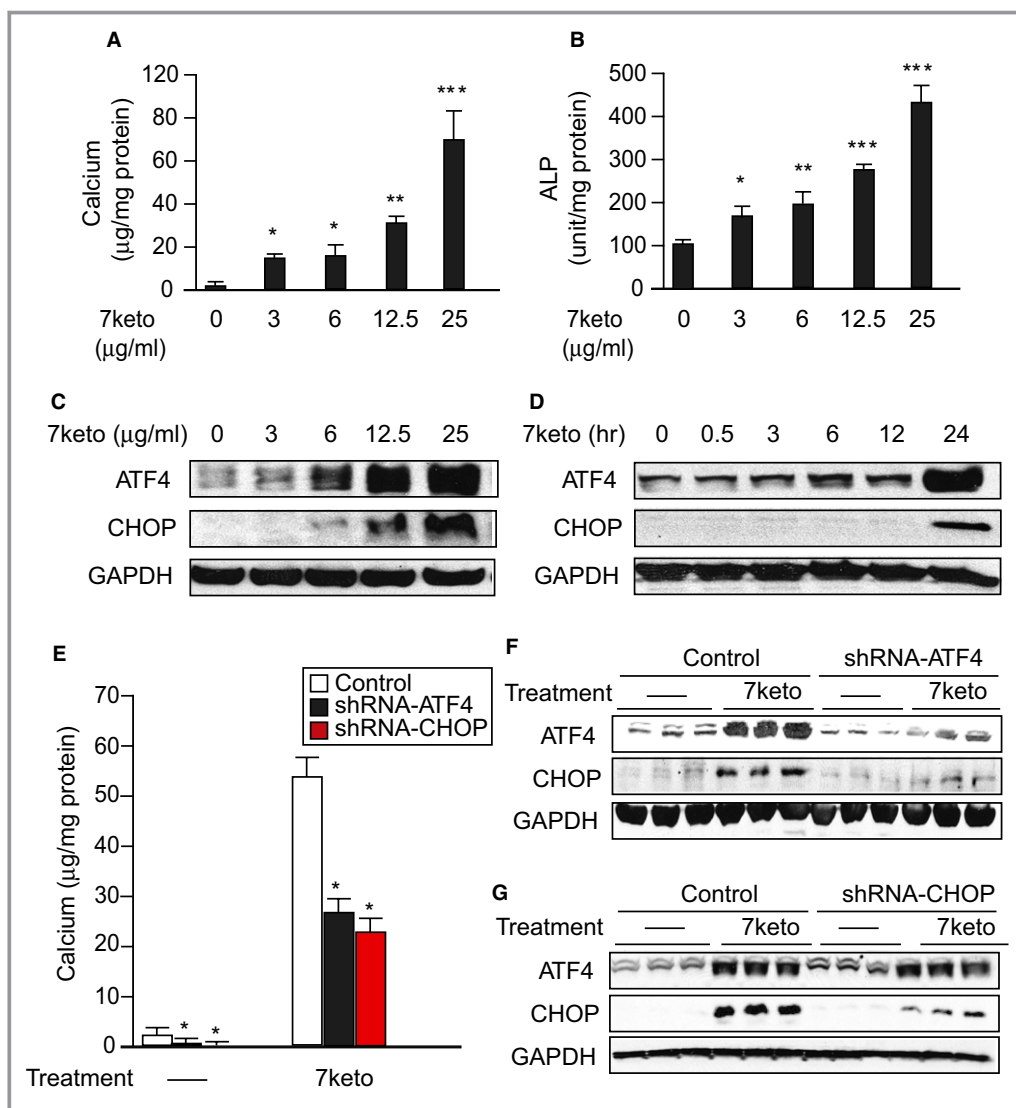 A
Calcium
(μg/mg protein)
120
80
60
40
20
0
* * ** ***
7keto 0 3 6 12.5 25
(μg/ml)
B
ALP
(unit/mg protein)
500
400
300
200
100
0
* ** *** ***
7keto 0 3 6 12.5 25
(μg/ml)
C
7keto (μg/ml) 0 3 6 12.5 25
ATF4
CHOP
GAPDH
D
7keto (hr) 0 0.5 3 6 12 24
ATF4
CHOP
GAPDH
E
Control
shRNA-ATF4
shRNA-CHOP
Calcium (μg/mg protein)
70
60
50
40
30
20
10
0
* * * *
Treatment — 7keto
F
Control shRNA-ATF4
Treatment — 7keto — 7keto
ATF4
CHOP
GAPDH
G
Control shRNA-CHOP
Treatment — 7keto — 7keto
ATF4
CHOP
GAPDH